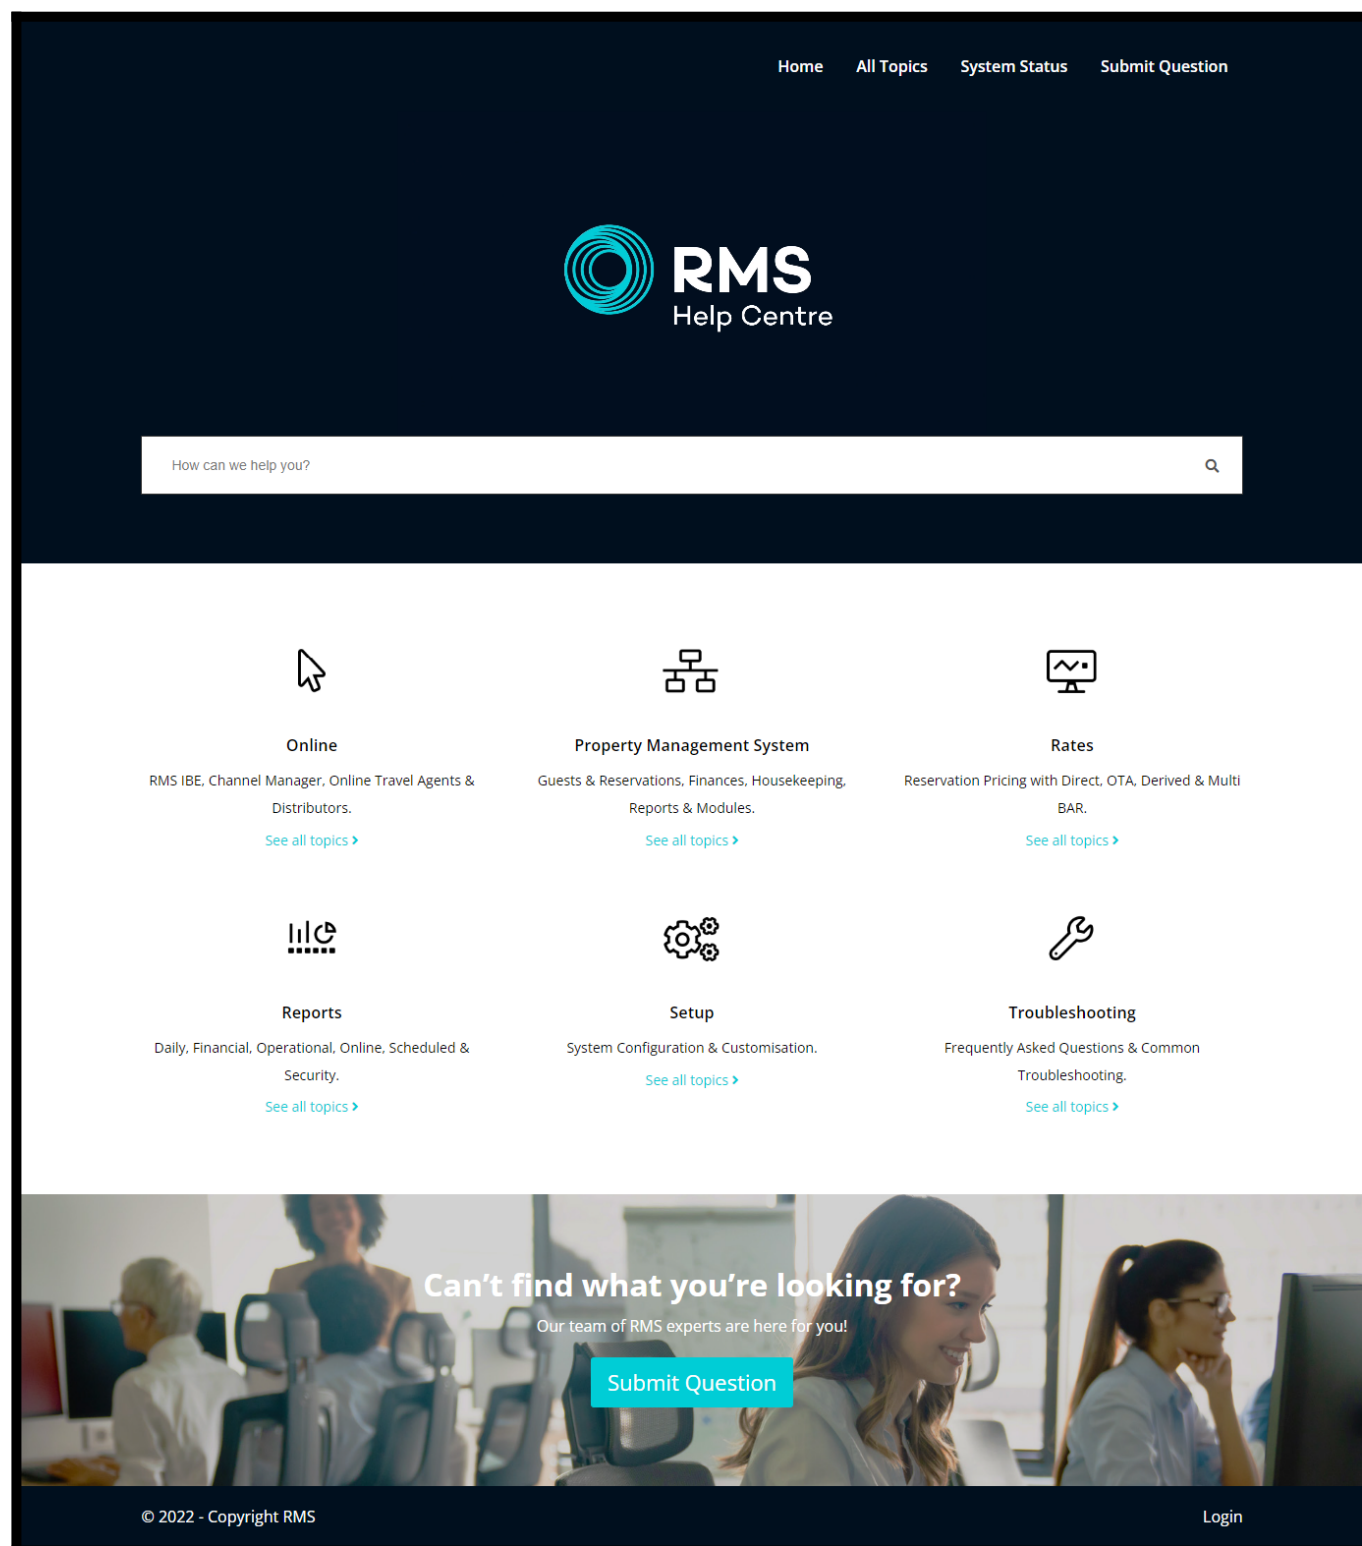 Home All Topics System Status Submit Question
RMS
Help Centre
How can we help you?
Online
RMS IBE, Channel Manager, Online Travel Agents &
Distributors.
See all topics
Property Management System
Guests & Reservations, Finances, Housekeeping,
Reports & Modules.
See all topics
Rates
Reservation Pricing with Direct, OTA, Derived & Multi
BAR.
See all topics
Reports
Daily, Financial, Operational, Online, Scheduled &
Security.
See all topics
Setup
System Configuration & Customisation.
See all topics
Troubleshooting
Frequently Asked Questions & Common
Troubleshooting.
See all topics
Can’t find what you’re looking for?
Our team of RMS experts are here for you!
Submit Question
© 2022 - Copyright RMS
Login